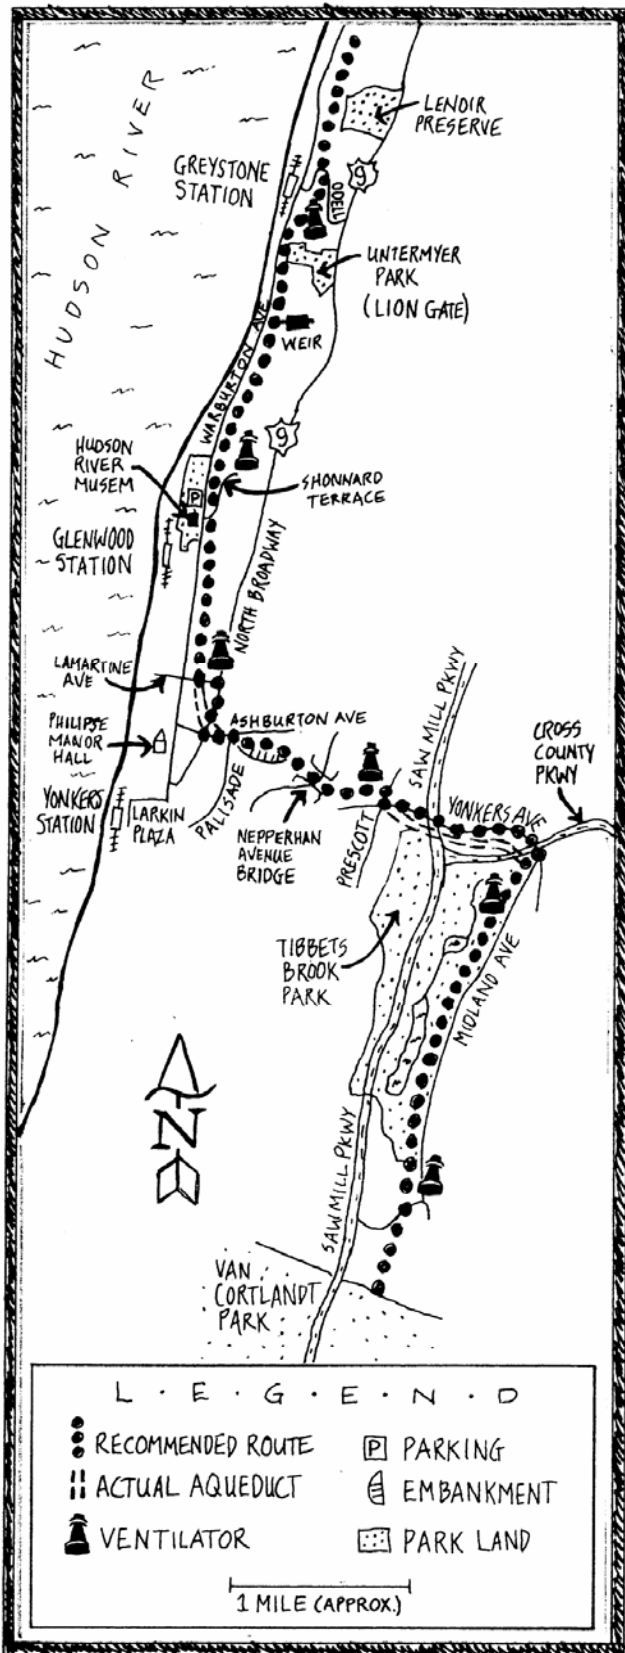 HUDSON RIVER
LENOIR
PRESERVE
GREYSTONE
STATION
9
ODELL
UNTERMYER
PARK
(LION GATE)
WEIR
WARBURTON AVE
9
HUDSON
RIVER
MUSEM
P
SHONNARD
TERRACE
GLENWOOD
STATION
NORTH BROADWAY
LAMARTINE
AVE
PHILIPSE
MANOR
HALL
ASHBURTON AVE
SAW MILL PKWY
CROSS
COUNTY
PKWY
YONKERS
STATION
LARKIN
PLAZA
PALISADE
NEPPERHAN
AVENUE
BRIDGE
PRESCOTT
YONKERS AVE
TIBBETS
BROOK
PARK
MIDLAND AVE
N
SAW MILL PKWY
VAN
CORTLANDT
PARK
L · E · G · E · N · D
RECOMMENDED ROUTE
P PARKING
ACTUAL AQUEDUCT
EMBANKMENT
VENTILATOR
PARK LAND
1 MILE (APPROX.)